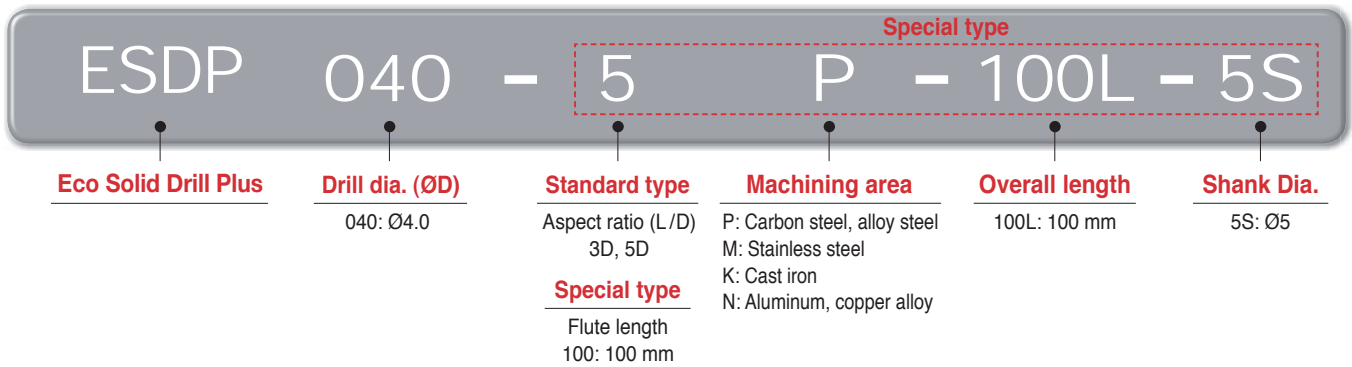 Special type
ESDP 040 - 5 P - 100L - 5S
Eco Solid Drill Plus
Drill dia. (ØD)
040: Ø4.0
Standard type
Aspect ratio (L/D)
3D, 5D
Special type
Flute length
100: 100 mm
Machining area
P: Carbon steel, alloy steel
M: Stainless steel
K: Cast iron
N: Aluminum, copper alloy
Overall length
100L: 100 mm
Shank Dia.
5S: Ø5